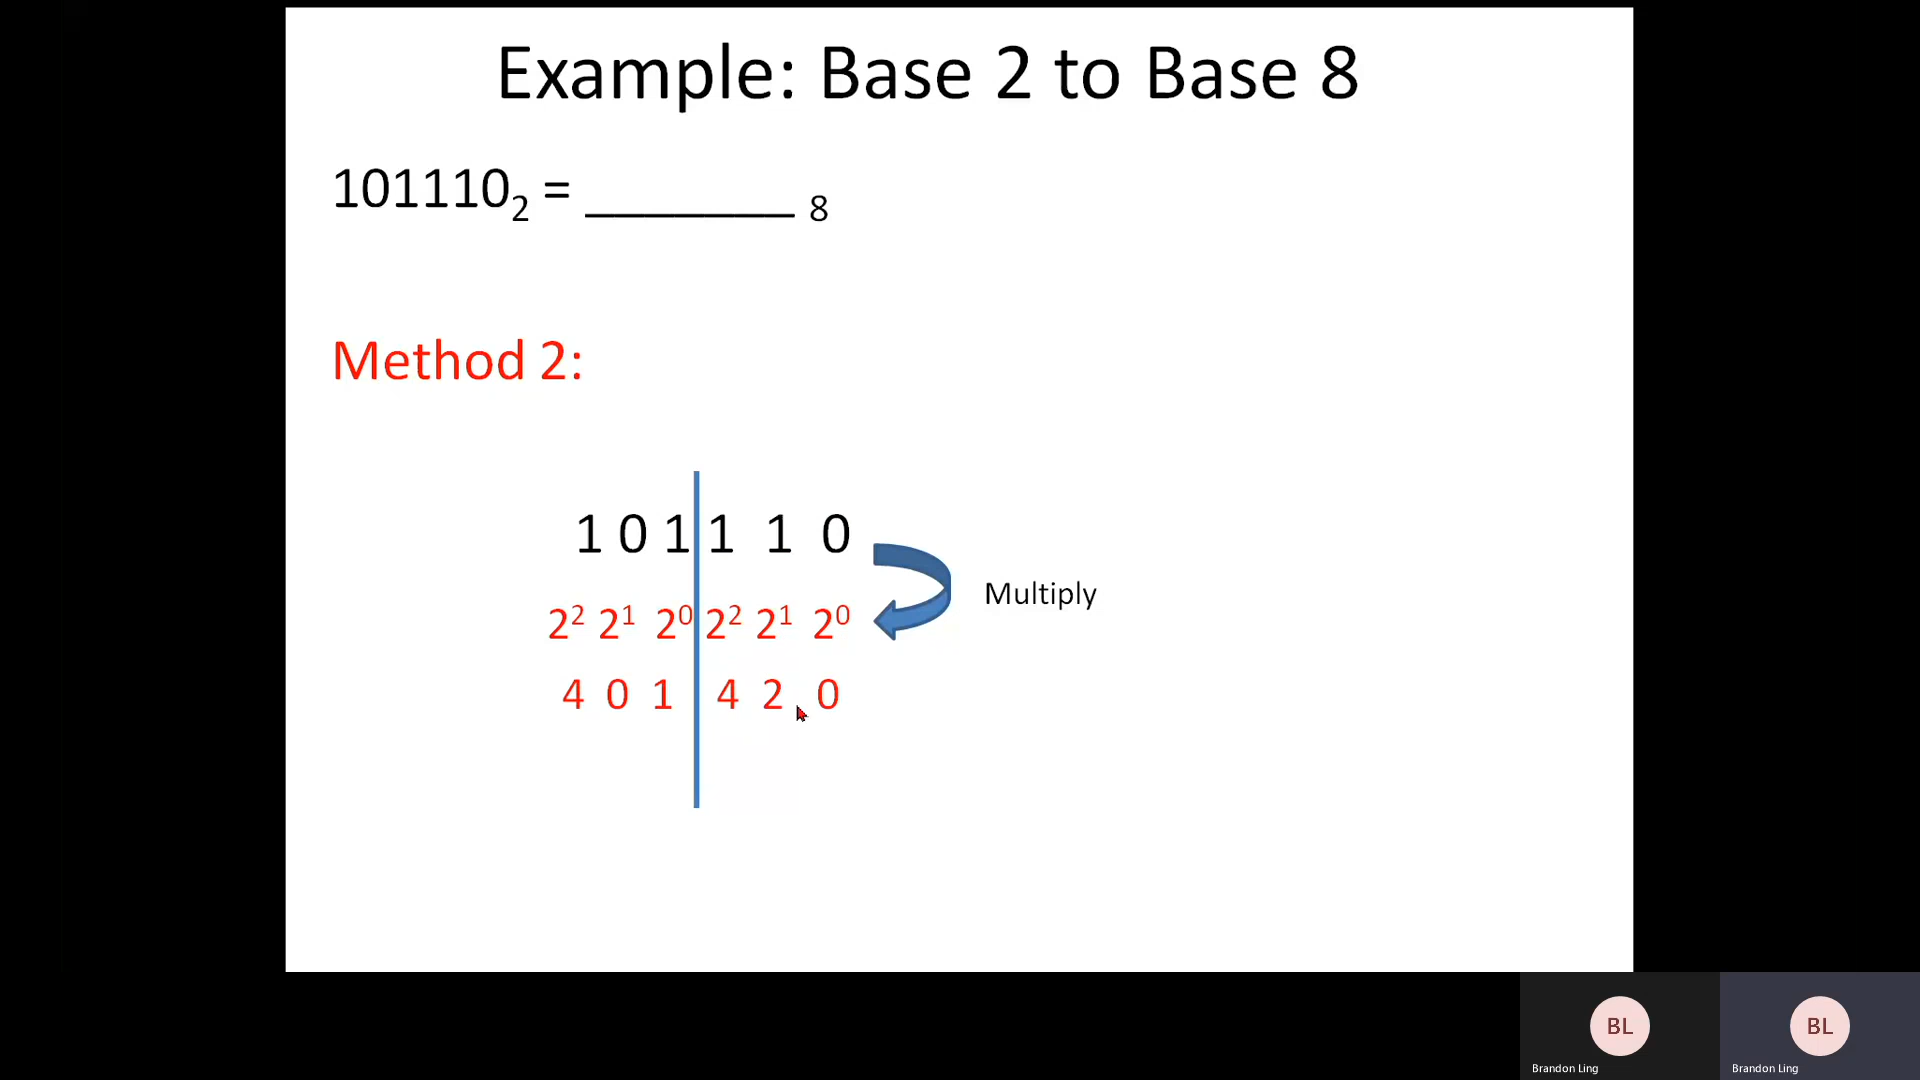 Example: Base 2 to Base 8
101110₂ = _______ ₈
Method 2:
1 0 1 1 1 0
2² 2¹ 2⁰ 2² 2¹ 2⁰
Multiply
4 0 1 4 2 0
BL BL
Brandon Ling Brandon Ling